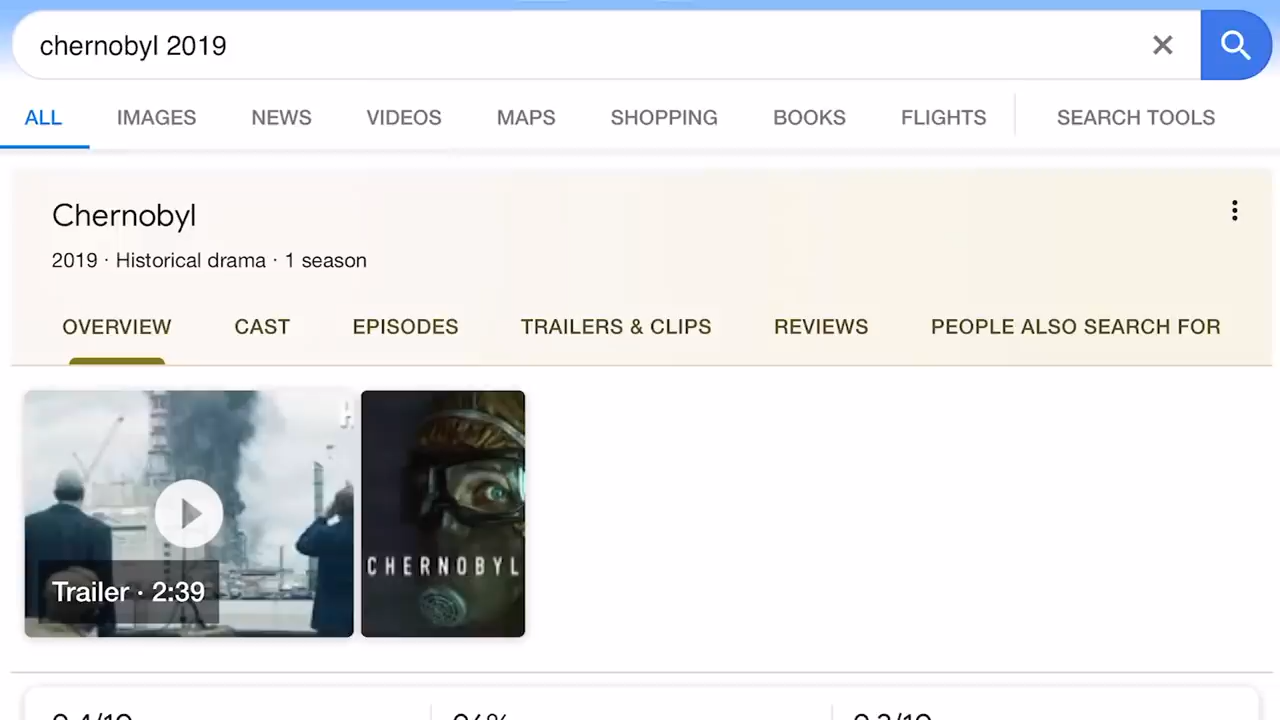 chernobyl 2019
ALL IMAGES NEWS VIDEOS MAPS SHOPPING BOOKS FLIGHTS SEARCH TOOLS
Chernobyl
2019 · Historical drama · 1 season
OVERVIEW CAST EPISODES TRAILERS & CLIPS REVIEWS PEOPLE ALSO SEARCH FOR
CHERNOBYL
Trailer · 2:39